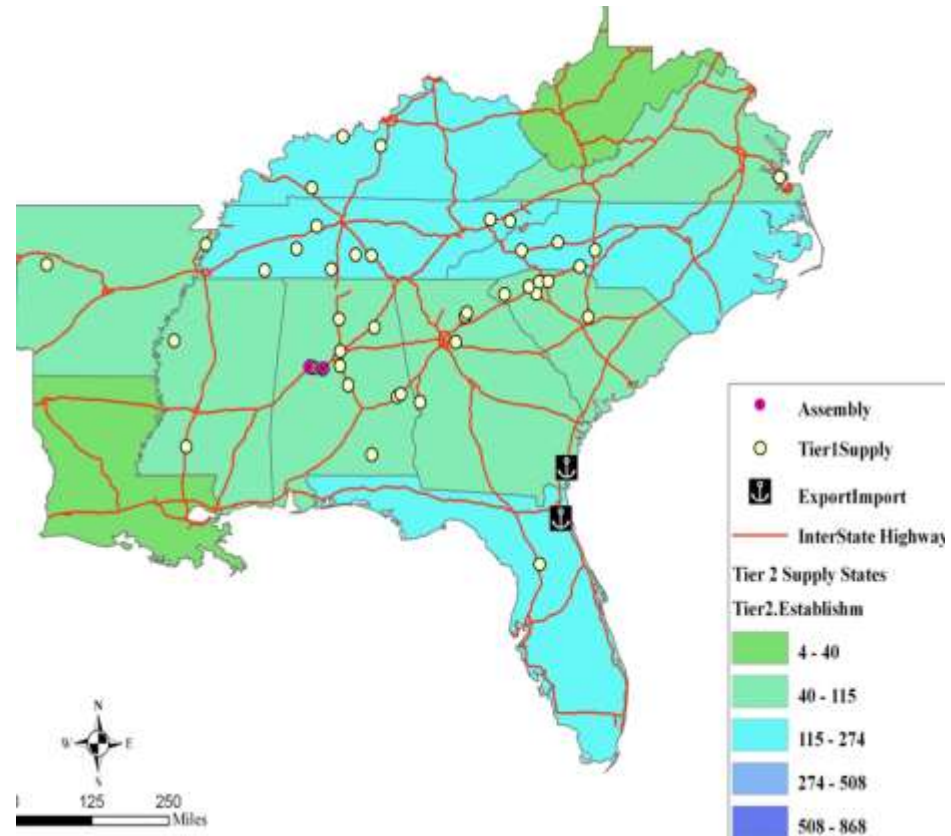 Assembly
Tier1Supply
ExportImport
InterState Highway
Tier 2 Supply States
Tier2.Establishm
4 - 40
40 - 115
115 - 274
274 - 508
508 - 868
N
W E
S
125 250
Miles